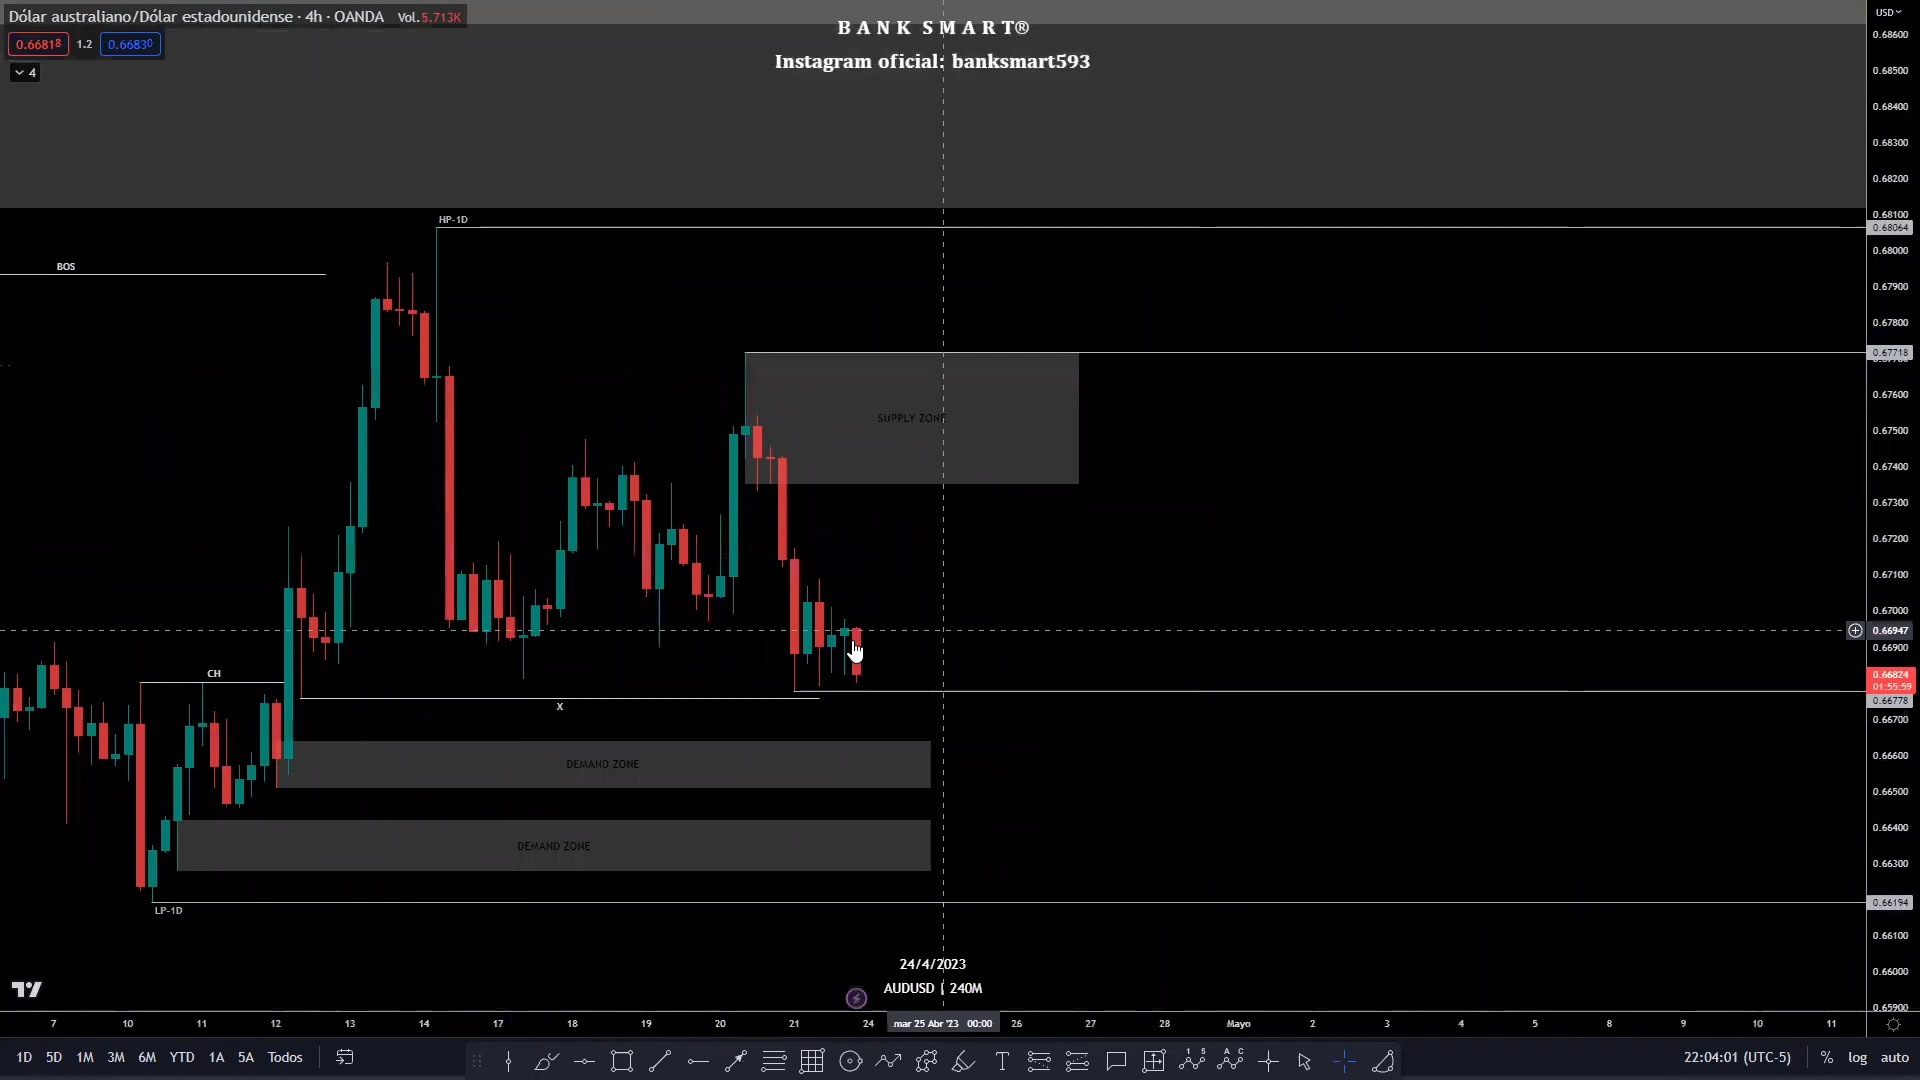 Dólar australiano/Dólar estadounidense · 4h · OANDA Vol. 5.713K
0.66818 1.2 0.66830
4
B A N K S M A R T®
Instagram oficial: banksmart593
USD
0.68600
0.68500
0.68400
0.68300
0.68200
0.68100
0.68064
0.68000
0.67900
0.67800
0.67718
0.67600
0.67500
0.67400
0.67300
0.67200
0.67100
0.67000
0.66947
0.66900
0.66824
01:55:59
0.66778
0.66700
0.66600
0.66500
0.66400
0.66300
0.66194
0.66100
0.66000
0.65900
HP-1D
BOS
SUPPLY ZONE
CH
X
DEMAND ZONE
DEMAND ZONE
LP-1D
24/4/2023
AUDUSD | 240M
7 10 11 12 13 14 17 18 19 20 21 24 mar 25 Abr '23 00:00 26 27 28 Mayo 2 3 4 5 8 9 10 11
1D 5D 1M 3M 6M YTD 1A 5A Todos 22:04:01 (UTC-5) % log auto